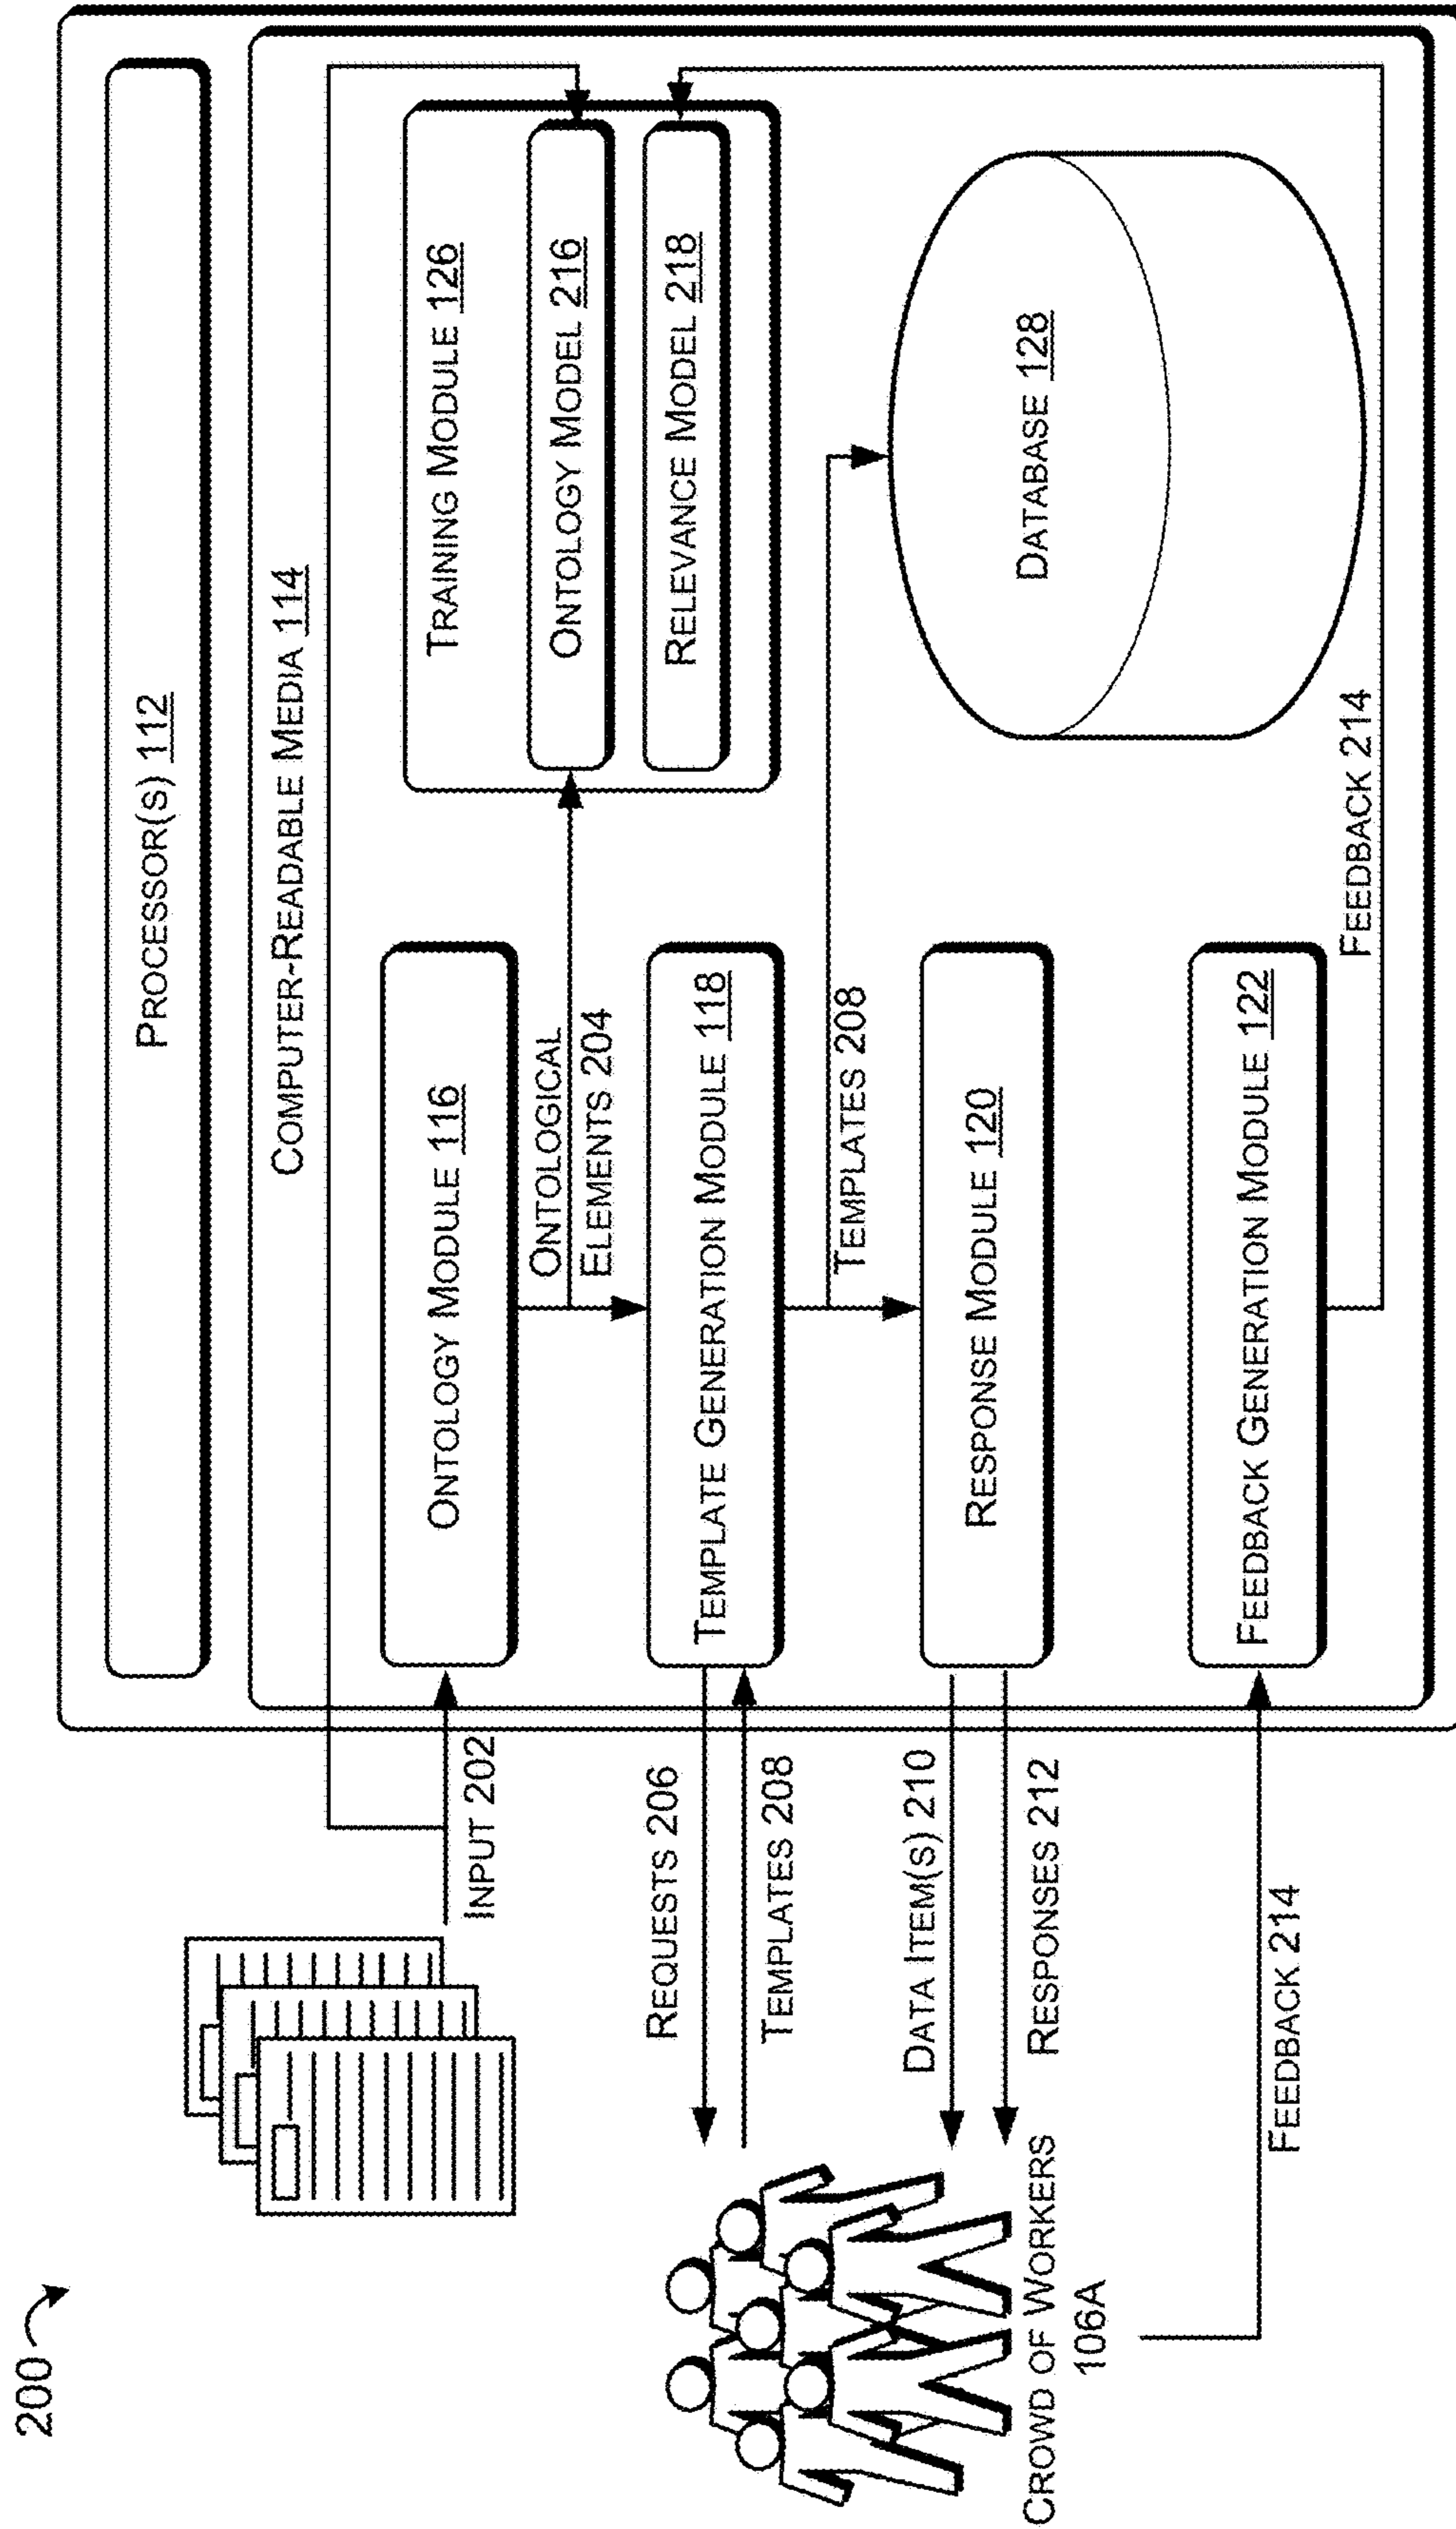 200
PROCESSOR(S) 112
COMPUTER-READABLE MEDIA 114
INPUT 202
ONTOLOGY MODULE 116
TRAINING MODULE 126
ONTOLOGY MODEL 216
RELEVANCE MODEL 218
ONTOLOGICAL
ELEMENTS 204
REQUESTS 206
TEMPLATES 208
TEMPLATE GENERATION MODULE 118
TEMPLATES 208
DATABASE 128
DATA ITEM(S) 210
RESPONSES 212
RESPONSE MODULE 120
CROWD OF WORKERS
106A
FEEDBACK 214
FEEDBACK GENERATION MODULE 122
FEEDBACK 214